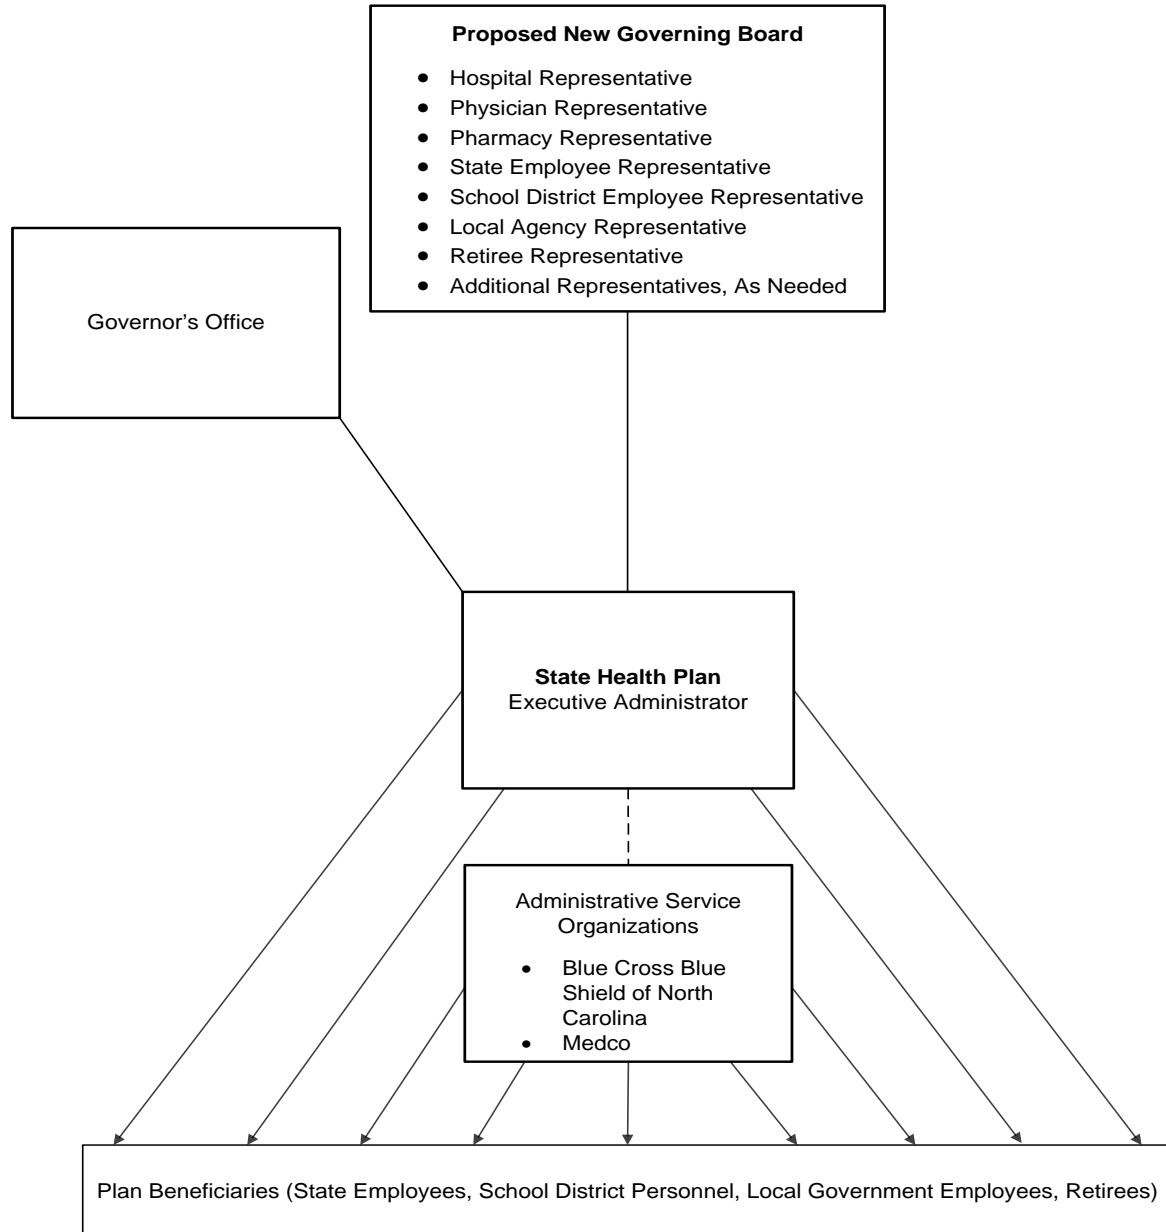 Proposed New Governing Board
• Hospital Representative
• Physician Representative
• Pharmacy Representative
• State Employee Representative
• School District Employee Representative
• Local Agency Representative
• Retiree Representative
• Additional Representatives, As Needed
Governor’s Office
State Health Plan
Executive Administrator
Administrative Service
Organizations
• Blue Cross Blue
Shield of North
Carolina
• Medco
Plan Beneficiaries (State Employees, School District Personnel, Local Government Employees, Retirees)